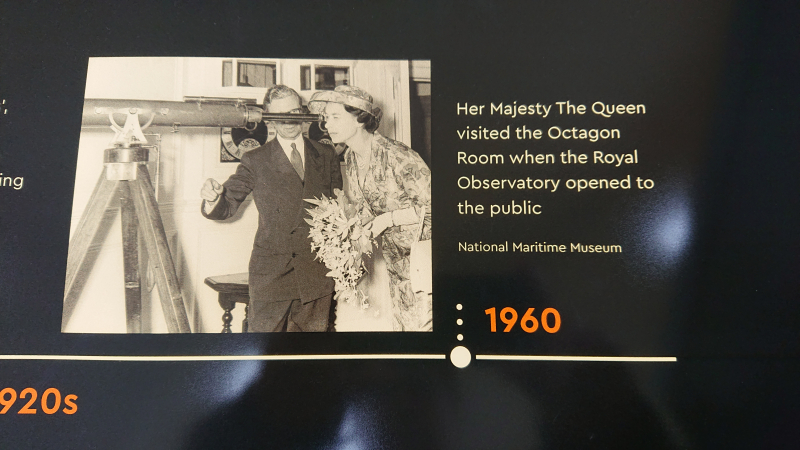 Her Majesty The Queen
visited the Octagon
Room when the Royal
Observatory opened to
the public
National Maritime Museum
1960
920s
ing